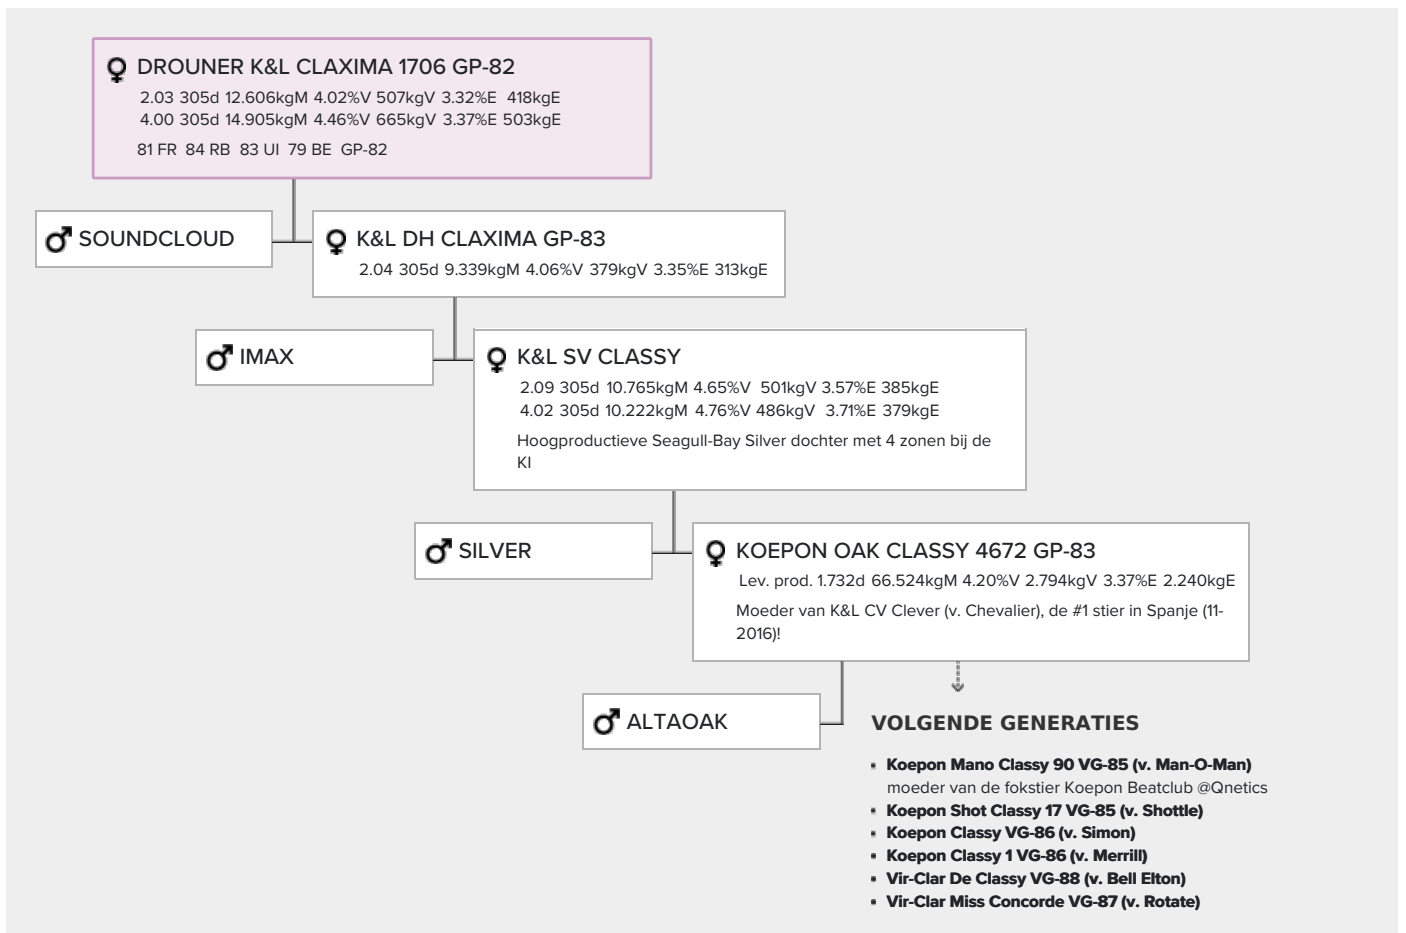 DROUNER K&L CLAXIMA 1706 GP-82
2.03 305d 12.606kgM 4.02%V 507kgV 3.32%E 418kgE
4.00 305d 14.905kgM 4.46%V 665kgV 3.37%E 503kgE
81 FR 84 RB 83 UI 79 BE GP-82
SOUNDCLOUD
K&L DH CLAXIMA GP-83
2.04 305d 9.339kgM 4.06%V 379kgV 3.35%E 313kgE
IMAX
K&L SV CLASSY
2.09 305d 10.765kgM 4.65%V 501kgV 3.57%E 385kgE
4.02 305d 10.222kgM 4.76%V 486kgV 3.71%E 379kgE
Hoogproductieve Seagull-Bay Silver dochter met 4 zonen bij de
KI
SILVER
KOEPON OAK CLASSY 4672 GP-83
Lev. prod. 1.732d 66.524kgM 4.20%V 2.794kgV 3.37%E 2.240kgE
Moeder van K&L CV Clever (v. Chevalier), de #1 stier in Spanje (11-
2016)!
ALTAOAK
VOLGENDE GENERATIES
▪ Koepon Mano Classy 90 VG-85 (v. Man-O-Man)
moeder van de fokstier Koepon Beatclub @Qnetics
▪ Koepon Shot Classy 17 VG-85 (v. Shottle)
▪ Koepon Classy VG-86 (v. Simon)
▪ Koepon Classy 1 VG-86 (v. Merrill)
▪ Vir-Clar De Classy VG-88 (v. Bell Elton)
▪ Vir-Clar Miss Concorde VG-87 (v. Rotate)